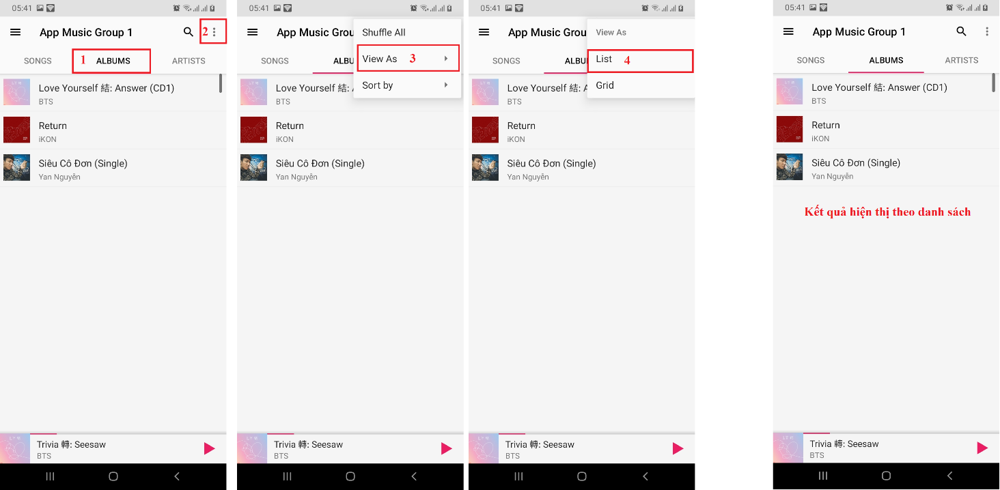 05:41
App Music Group 1
2
SONGS
1
ALBUMS
ARTISTS
Love Yourself 結: Answer (CD1)
BTS
Return
iKON
Siêu Cô Đơn (Single)
Yan Nguyễn
Trivia 轉: Seesaw
BTS
05:41
App Music Grou
Shuffle All
View As
3
Sort by
SONGS
ALBU
Love Yourself 結: A
BTS
Return
iKON
Siêu Cô Đơn (Single)
Yan Nguyễn
Trivia 轉: Seesaw
BTS
05:41
App Music Grou
View As
List
4
Grid
SONGS
ALBU
Love Yourself 結: A
BTS
Return
iKON
Siêu Cô Đơn (Single)
Yan Nguyễn
Trivia 轉: Seesaw
BTS
05:41
App Music Group 1
SONGS
ALBUMS
ARTISTS
Love Yourself 結: Answer (CD1)
BTS
Return
iKON
Siêu Cô Đơn (Single)
Yan Nguyễn
Kết quả hiện thị theo danh sách
Trivia 轉: Seesaw
BTS